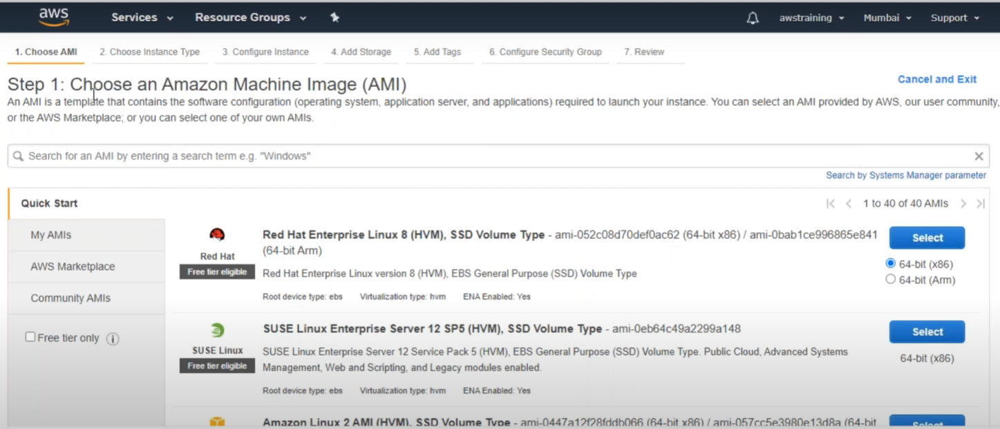 aws
Services
Resource Groups
awstraining
Mumbai
Support
1. Choose AMI
2. Choose Instance Type
3. Configure Instance
4. Add Storage
5. Add Tags
6. Configure Security Group
7. Review
Step 1: Choose an Amazon Machine Image (AMI)
Cancel and Exit
An AMI is a template that contains the software configuration (operating system, application server, and applications) required to launch your instance. You can select an AMI provided by AWS, our user community,
or the AWS Marketplace; or you can select one of your own AMIs.
Search for an AMI by entering a search term e.g. "Windows"
Search by Systems Manager parameter
Quick Start
1 to 40 of 40 AMIs
My AMIs
AWS Marketplace
Community AMIs
Free tier only
Red Hat
Free tier eligible
Red Hat Enterprise Linux 8 (HVM), SSD Volume Type - ami-052c08d70def0ac62 (64-bit x86) / ami-0bab1ce996865e841
(64-bit Arm)
Red Hat Enterprise Linux version 8 (HVM), EBS General Purpose (SSD) Volume Type
Root device type: ebs
Virtualization type: hvm
ENA Enabled: Yes
Select
64-bit (x86)
64-bit (Arm)
SUSE Linux
Free tier eligible
SUSE Linux Enterprise Server 12 SP5 (HVM), SSD Volume Type - ami-0eb64c49a2299a148
SUSE Linux Enterprise Server 12 Service Pack 5 (HVM), EBS General Purpose (SSD) Volume Type. Public Cloud, Advanced Systems
Management, Web and Scripting, and Legacy modules enabled.
Root device type: ebs
Virtualization type: hvm
ENA Enabled: Yes
Select
64-bit (x86)
Amazon Linux 2 AMI (HVM), SSD Volume Type - ami-0447a12f28fddb066 (64-bit x86) / ami-057cc5e3980e13d8a (64-bit
Select